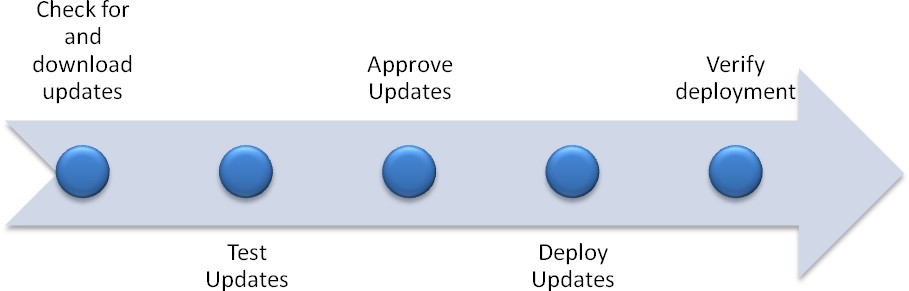 Check for
and
download
updates
Test
Updates
Approve
Updates
Deploy
Updates
Verify
deployment